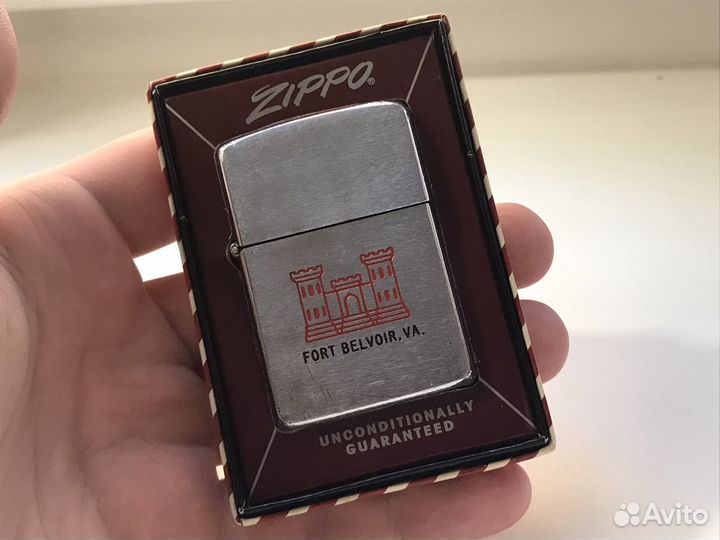 ZIPPO®
FORT BELVOIR, VA.
UNCONDITIONALLY
GUARANTEED
Avito